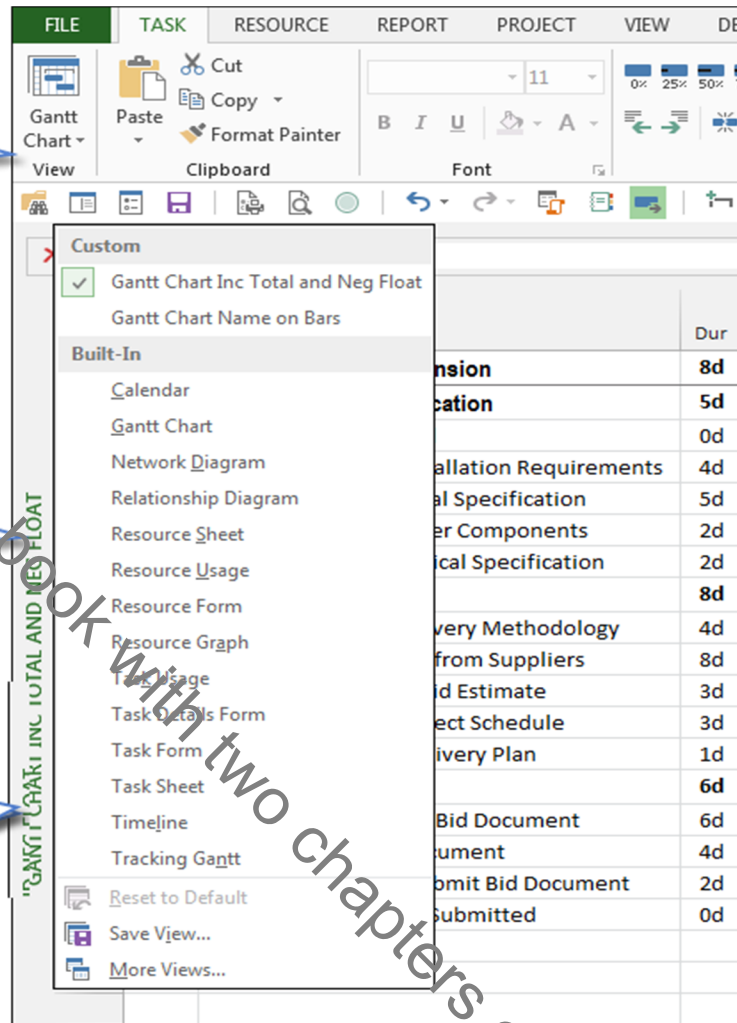 FILE TASK RESOURCE REPORT PROJECT VIEW DE
Cut
Copy
Format Painter
Gantt Chart
Paste
11
0% 25% 50%
B I U A
View Clipboard Font
Custom
Gantt Chart Inc Total and Neg Float
Gantt Chart Name on Bars
Built-In
Calendar
Gantt Chart
Network Diagram
Relationship Diagram
Resource Sheet
Resource Usage
Resource Form
Resource Graph
Task Usage
Task Details Form
Task Form
Task Sheet
Timeline
Tracking Gantt
Reset to Default
Save View...
More Views...
Dur
nsion 8d
cation 5d
0d
allation Requirements 4d
al Specification 5d
er Components 2d
ical Specification 2d
8d
very Methodology 4d
from Suppliers 8d
id Estimate 3d
ect Schedule 3d
ivery Plan 1d
6d
Bid Document 6d
ument 4d
bmit Bid Document 2d
Submitted 0d
GANTT CHART INC TOTAL AND NEG FLOAT
book with two chapters